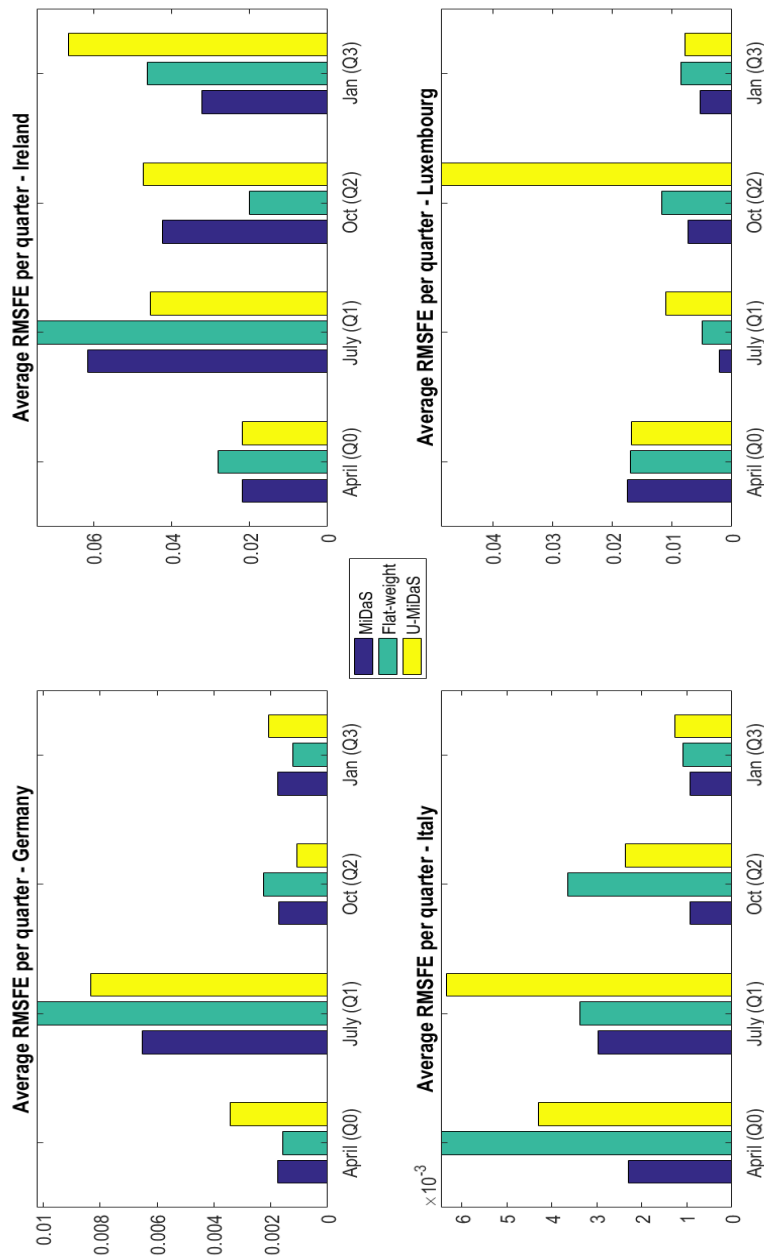 Average RMSFE per quarter - Germany
0.01
0.008
0.006
0.004
0.002
0
April (Q0) July (Q1) Oct (Q2) Jan (Q3)
Average RMSFE per quarter - Ireland
0.06
0.04
0.02
0
April (Q0) July (Q1) Oct (Q2) Jan (Q3)
MiDaS
Flat-weight
U-MiDaS
Average RMSFE per quarter - Italy
×10-3
6
5
4
3
2
1
0
April (Q0) July (Q1) Oct (Q2) Jan (Q3)
Average RMSFE per quarter - Luxembourg
0.04
0.03
0.02
0.01
0
April (Q0) July (Q1) Oct (Q2) Jan (Q3)